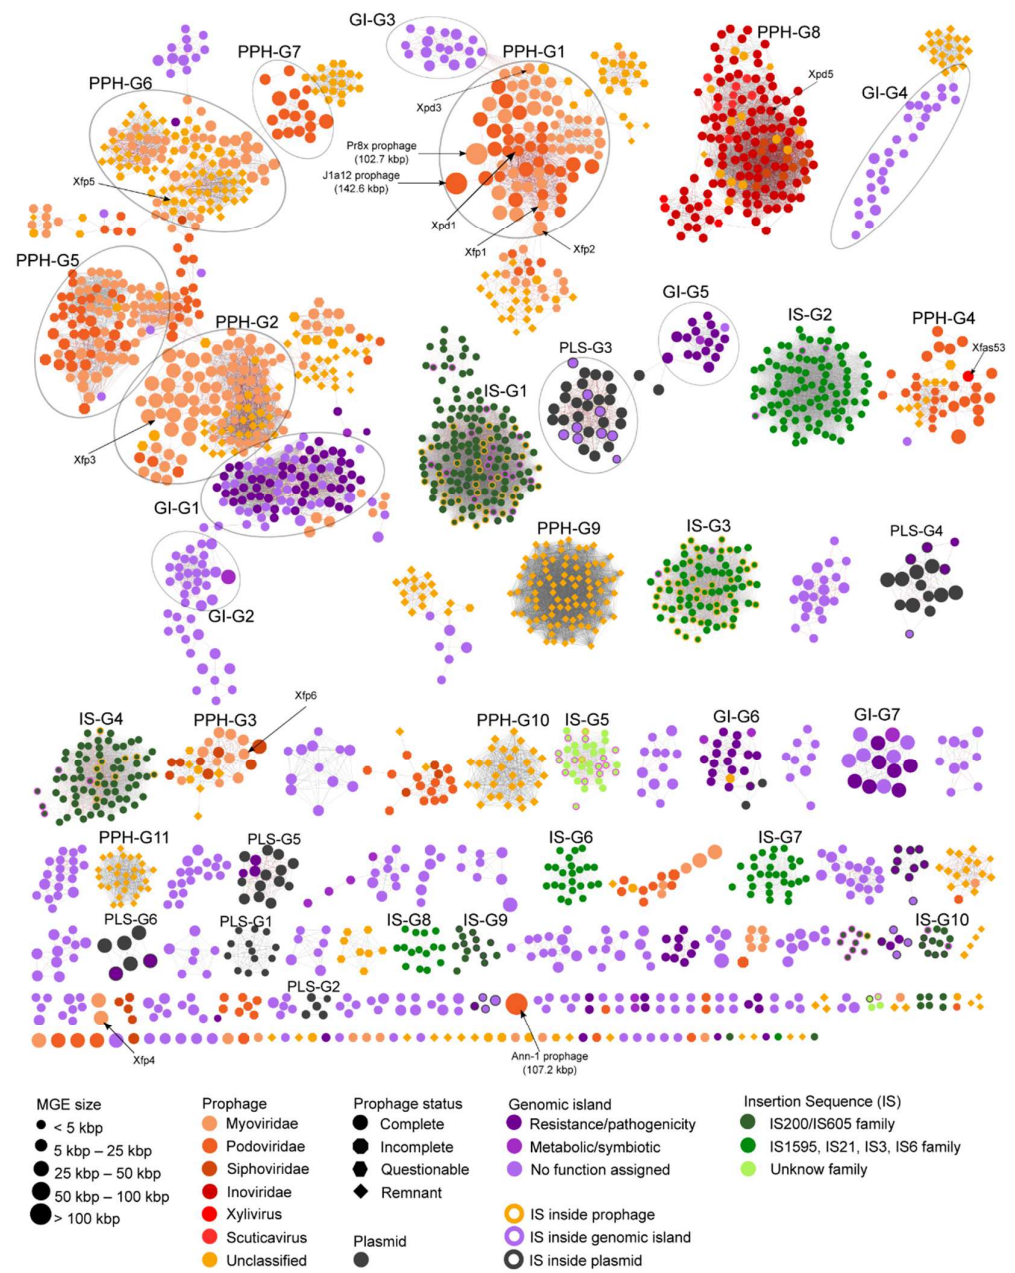 GI-G3
PPH-G7
PPH-G1
PPH-G8
PPH-G6
Xpd5
GI-G4
Xpd3
Pr8x prophage
(102.7 kbp)
J1a12 prophage
(142.6 kbp)
Xfp5
Xpd1
Xfp1
Xfp2
PPH-G5
GI-G5
IS-G2
PPH-G4
PPH-G2
PLS-G3
Xfas53
IS-G1
Xfp3
GI-G1
PPH-G9
IS-G3
PLS-G4
GI-G2
Xfp6
IS-G4
PPH-G3
PPH-G10
IS-G5
GI-G6
GI-G7
PPH-G11
PLS-G5
IS-G6
IS-G7
PLS-G6
PLS-G1
IS-G8
IS-G9
IS-G10
PLS-G2
Xfp4
Ann-1 prophage
(107.2 kbp)
MGE size
< 5 kbp
5 kbp – 25 kbp
25 kbp – 50 kbp
50 kbp – 100 kbp
> 100 kbp
Prophage
Myoviridae
Podoviridae
Siphoviridae
Inoviridae
Xylivirus
Scuticavirus
Unclassified
Prophage status
Complete
Incomplete
Questionable
Remnant
Plasmid
Genomic island
Resistance/pathogenicity
Metabolic/symbiotic
No function assigned
IS inside prophage
IS inside genomic island
IS inside plasmid
Insertion Sequence (IS)
IS200/IS605 family
IS1595, IS21, IS3, IS6 family
Unknow family